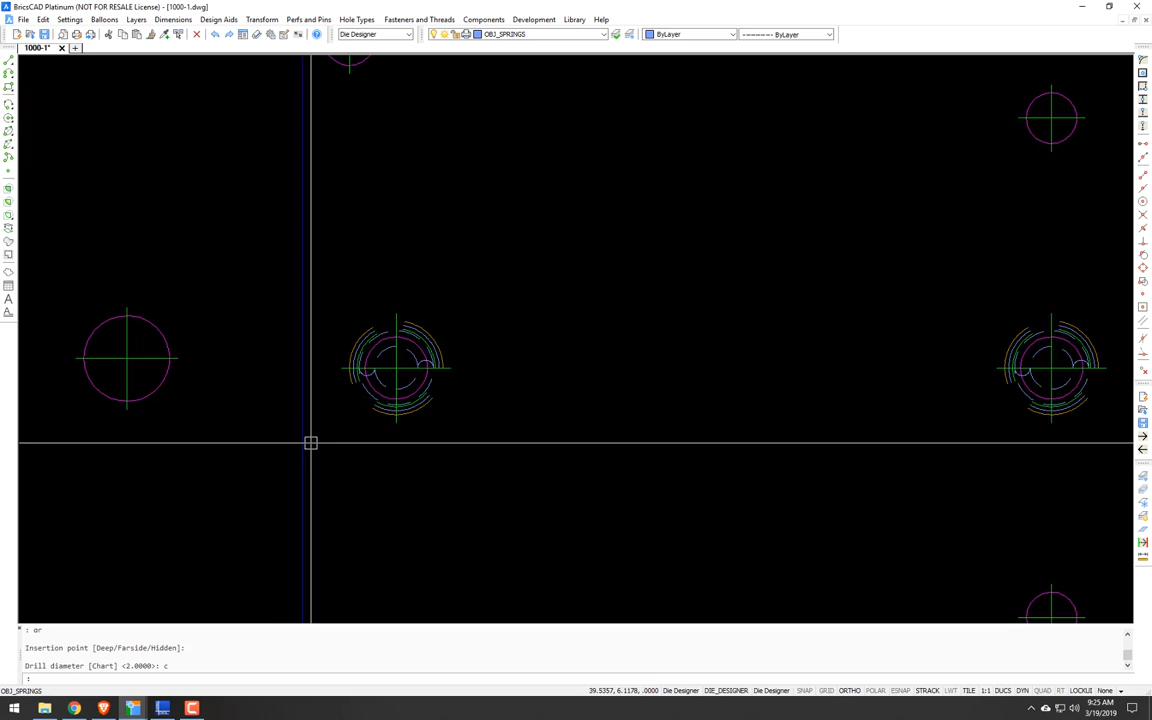 BricsCAD Platinum (NOT FOR RESALE License) - [1000-1.dwg]
File Edit Settings Balloons Layers Dimensions Design Aids Transform Perfs and Pins Hole Types Fasteners and Threads Components Development Library Help
Die Designer OBJ_SPRINGS ByLayer ByLayer
1000-1*
: ar
Insertion point [Deep/Farside/Hidden]:
Drill diameter [Chart] <2.0000>: c
:
OBJ_SPRINGS 39.5357, 6.1178, .0000 Die Designer DIE_DESIGNER Die Designer SNAP GRID ORTHO POLAR ESNAP STRACK LWT TILE 1:1 DUCS DYN QUAD RT LOCKUI None
9:25 AM
3/19/2019